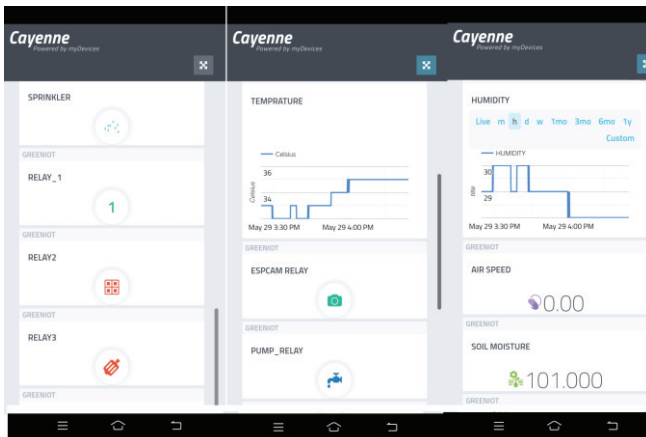 Cayenne
Powered by myDevices
SPRINKLER
GREENIOT
RELAY_1
1
GREENIOT
RELAY2
GREENIOT
RELAY3
GREENIOT
Cayenne
Powered by myDevices
TEMPRATURE
Celsius
36
34
Celsius
May 29 3:30 PM May 29 4:00 PM
GREENIOT
ESPCAM RELAY
GREENIOT
PUMP_RELAY
Cayenne
Powered by myDevices
HUMIDITY
Live m h d w 1mo 3mo 6mo 1y
Custom
HUMIDITY
30
29
May 29 3:30 PM May 29 4:00 PM
GREENIOT
AIR SPEED
0.00
GREENIOT
SOIL MOISTURE
101.000
GREENIOT